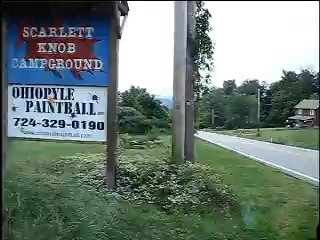 SCARLETT
KNOB
CAMPGROUND
OHIOPYLE
PAINTBALL
724-329-0190